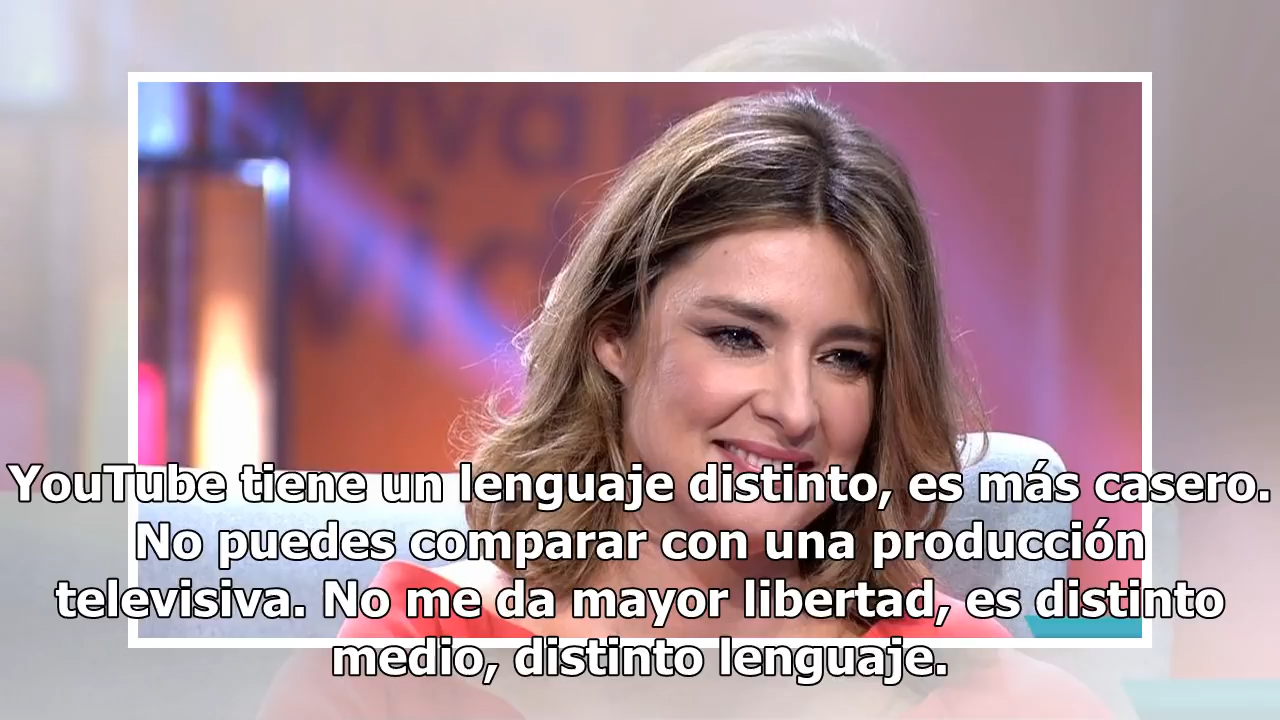 viva
YouTube tiene un lenguaje distinto, es más casero.
No puedes comparar con una producción
televisiva. No me da mayor libertad, es distinto
medio, distinto lenguaje.